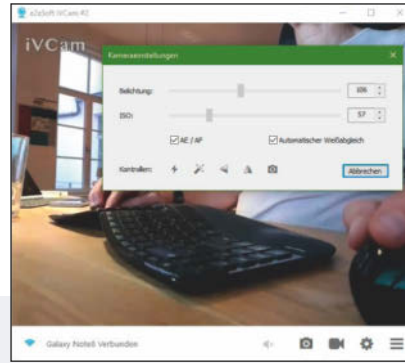 e2eSoft iVCam #2
iVCam
Kameraeinstellungen
Belichtung:
106
ISO:
57
AE / AF
Automatischer Weißabgleich
Kontrollen:
Abbrechen
Galaxy Note8 Verbunden